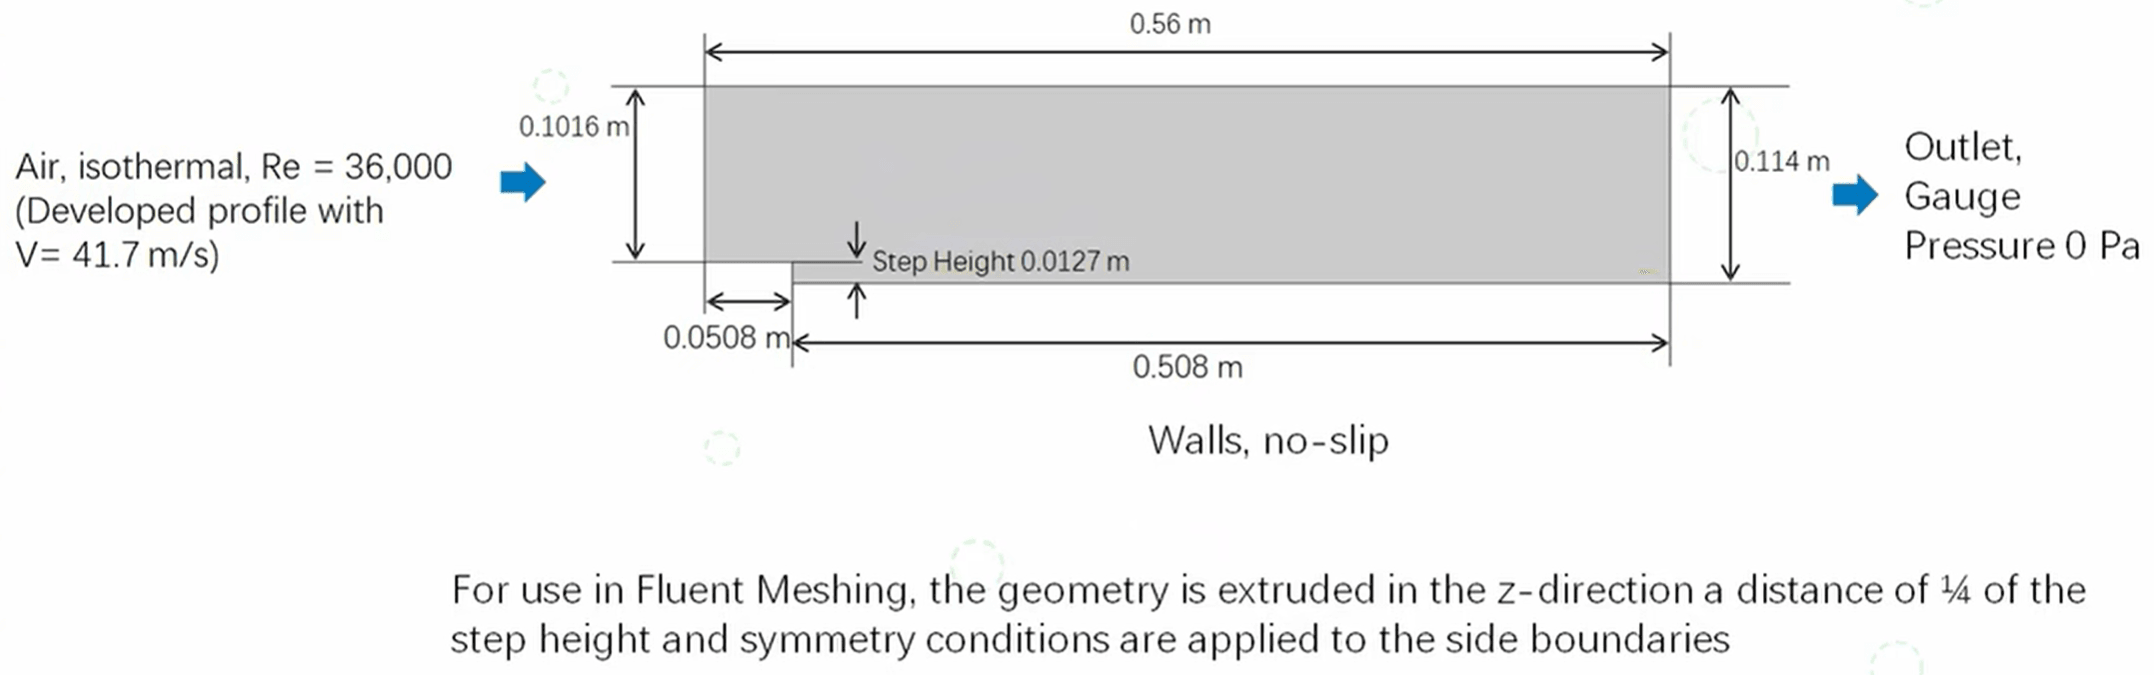 0.56 m
0.1016 m
Air, isothermal, Re = 36,000
(Developed profile with
V= 41.7 m/s)
Step Height 0.0127 m
0.114 m
Outlet,
Gauge
Pressure 0 Pa
0.0508 m
0.508 m
Walls, no-slip
For use in Fluent Meshing, the geometry is extruded in the z-direction a distance of ¼ of the
step height and symmetry conditions are applied to the side boundaries